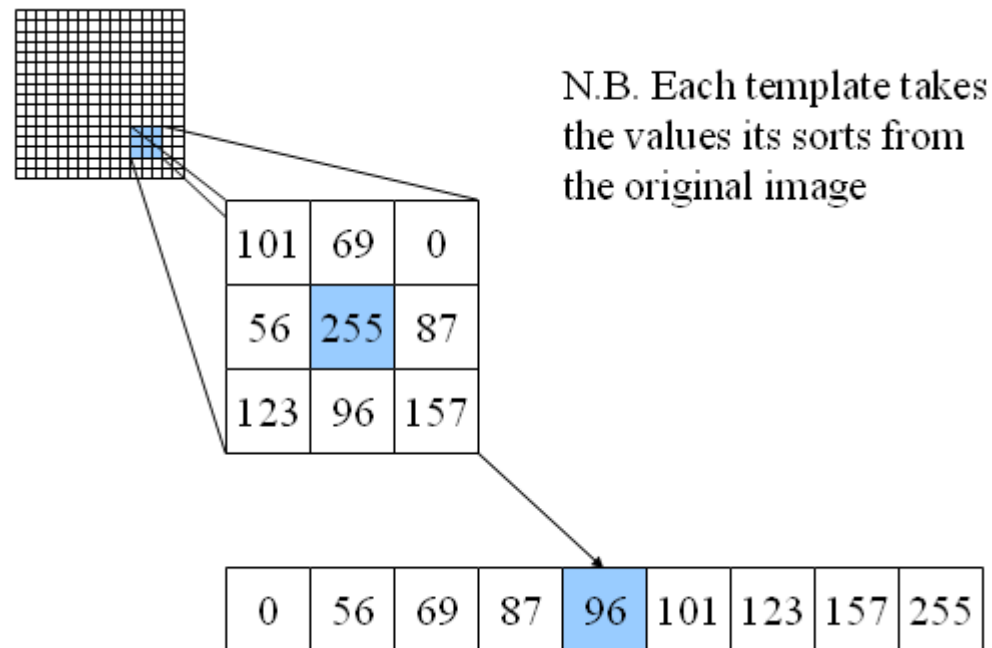 N.B. Each template takes
the values its sorts from
the original image
101 69 0
56 255 87
123 96 157
0 56 69 87 96 101 123 157 255